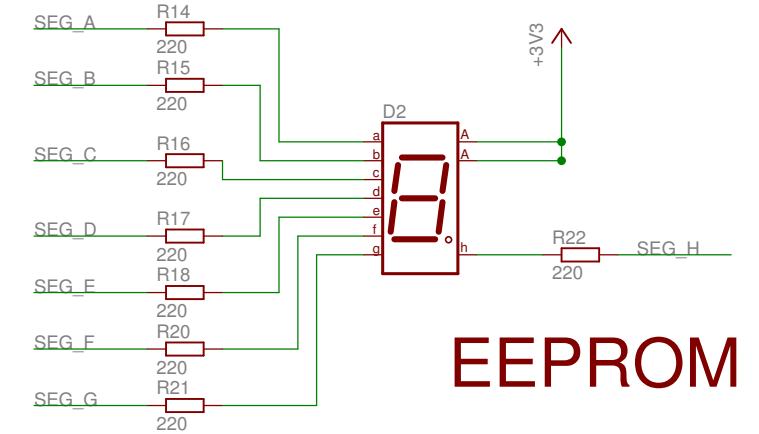 SEG_A
R14
220
SEG_B
R15
220
SEG_C
R16
220
SEG_D
R17
220
SEG_E
R18
220
SEG_F
R20
220
SEG_G
R21
220
D2
a
b
c
d
e
f
g
A
A
h
+3V3
R22
220
SEG_H
EEPROM